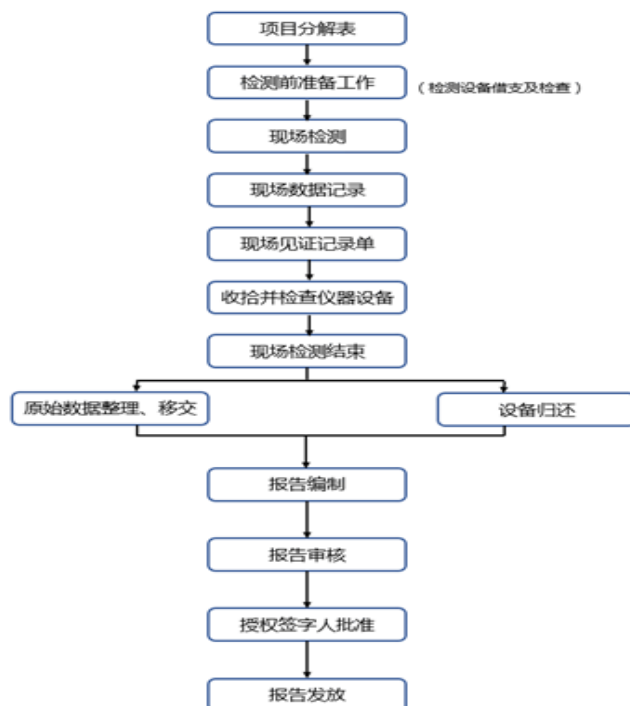 项目分解表
检测前准备工作
（检测设备借支及检查）
现场检测
现场数据记录
现场见证记录单
收拾并检查仪器设备
现场检测结束
原始数据整理、移交
设备归还
报告编制
报告审核
授权签字人批准
报告发放